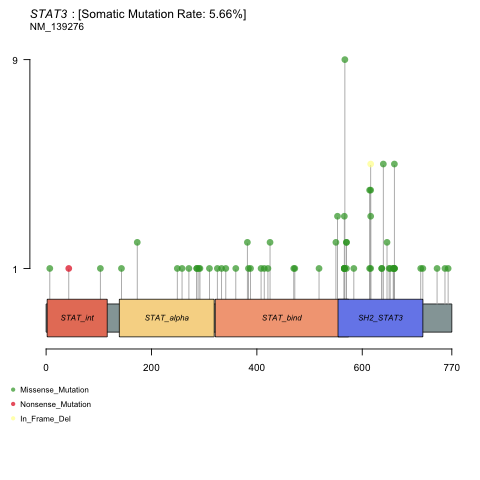 STAT3 : [Somatic Mutation Rate: 5.66%]
NM_139276
9
1
STAT_int
STAT_alpha
STAT_bind
SH2_STAT3
0
200
400
600
770
Missense_Mutation
Nonsense_Mutation
In_Frame_Del